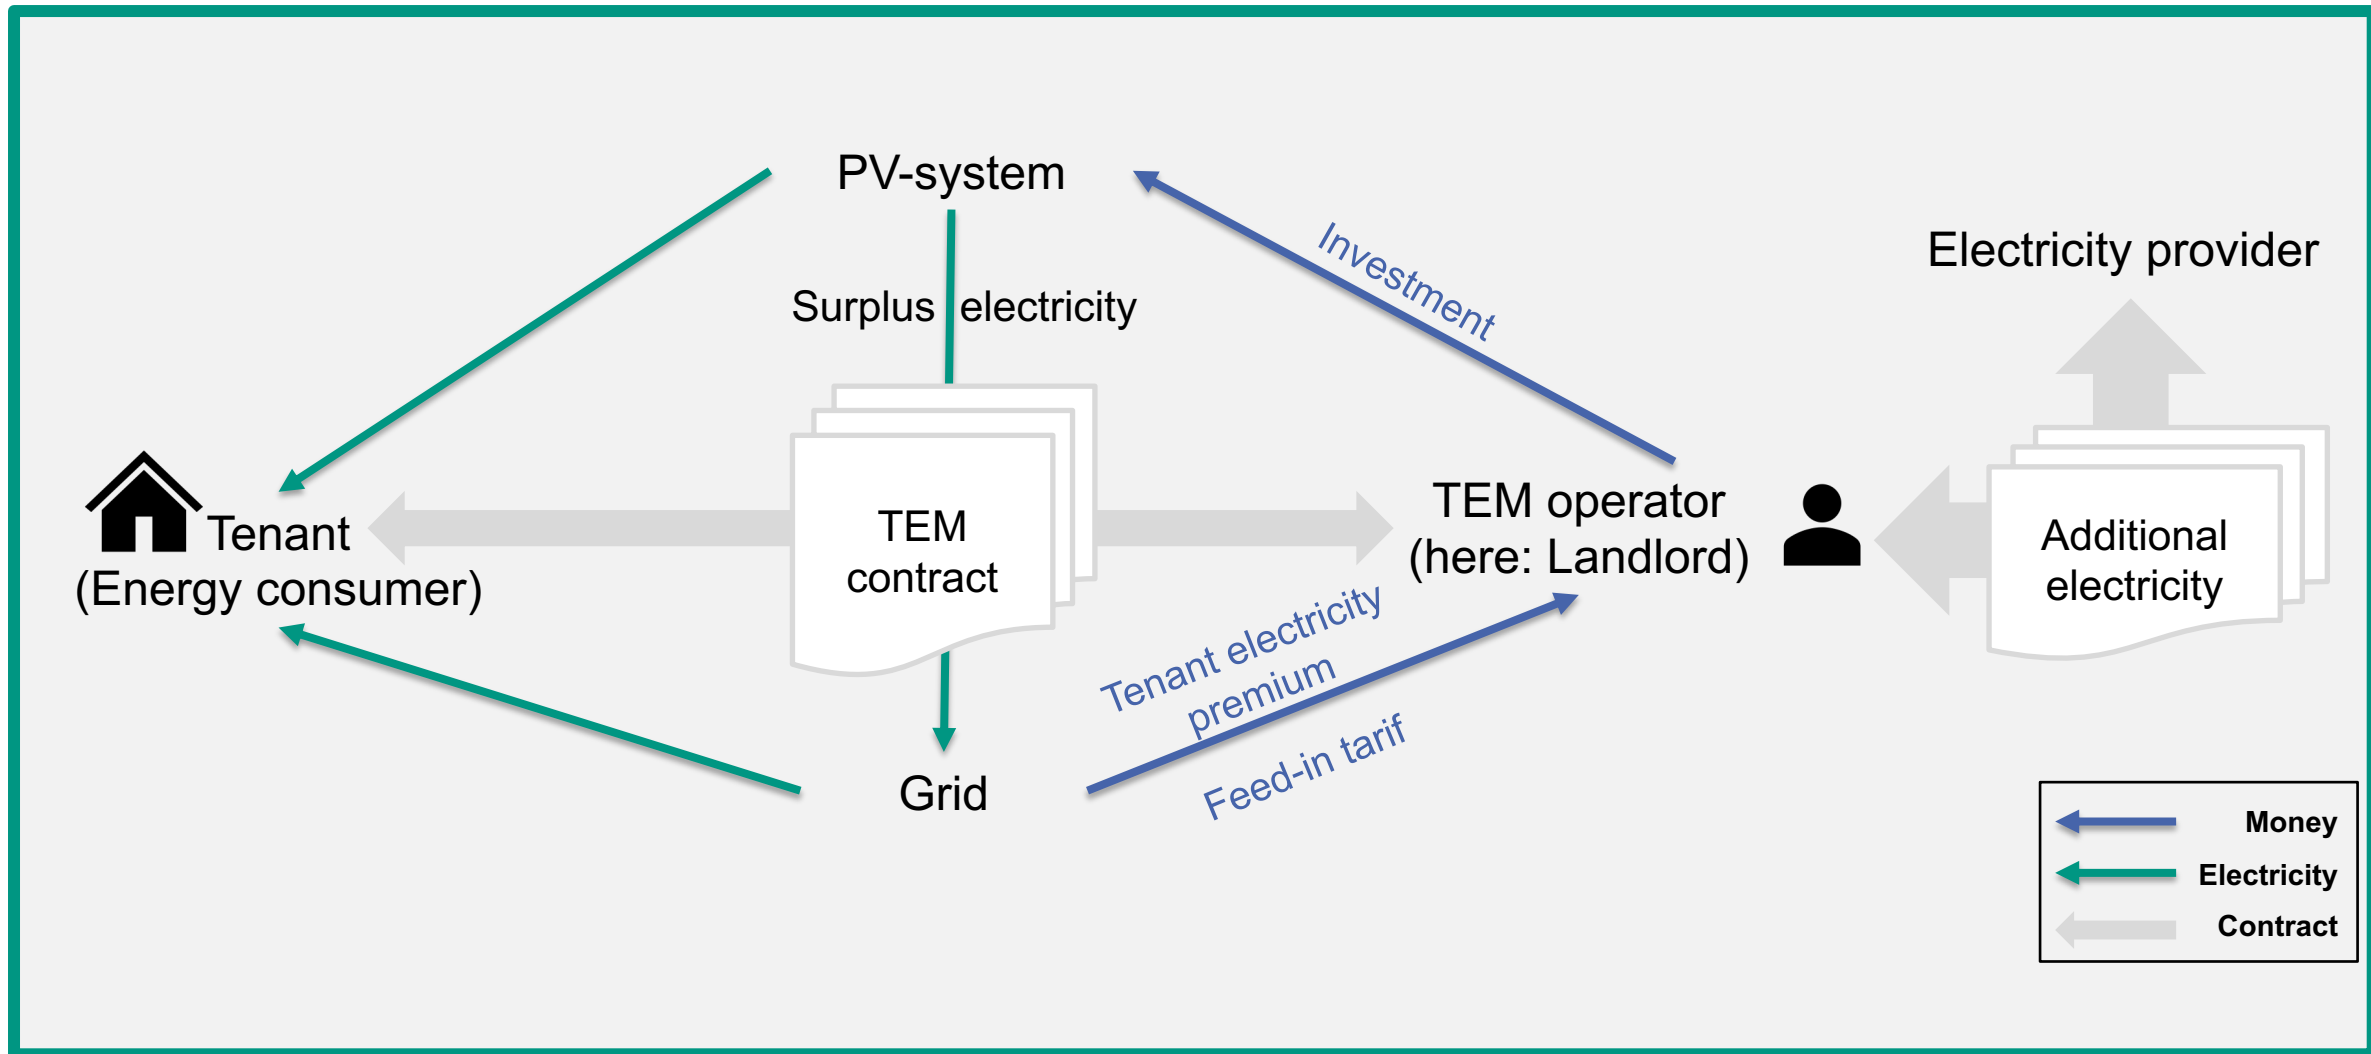 PV-system
Investment
Electricity provider
Surplus electricity
TEM
contract
TEM operator
(here: Landlord)
Tenant
(Energy consumer)
Additional
electricity
Tenant electricity
premium
Feed-in tarif
Grid
Money
Electricity
Contract